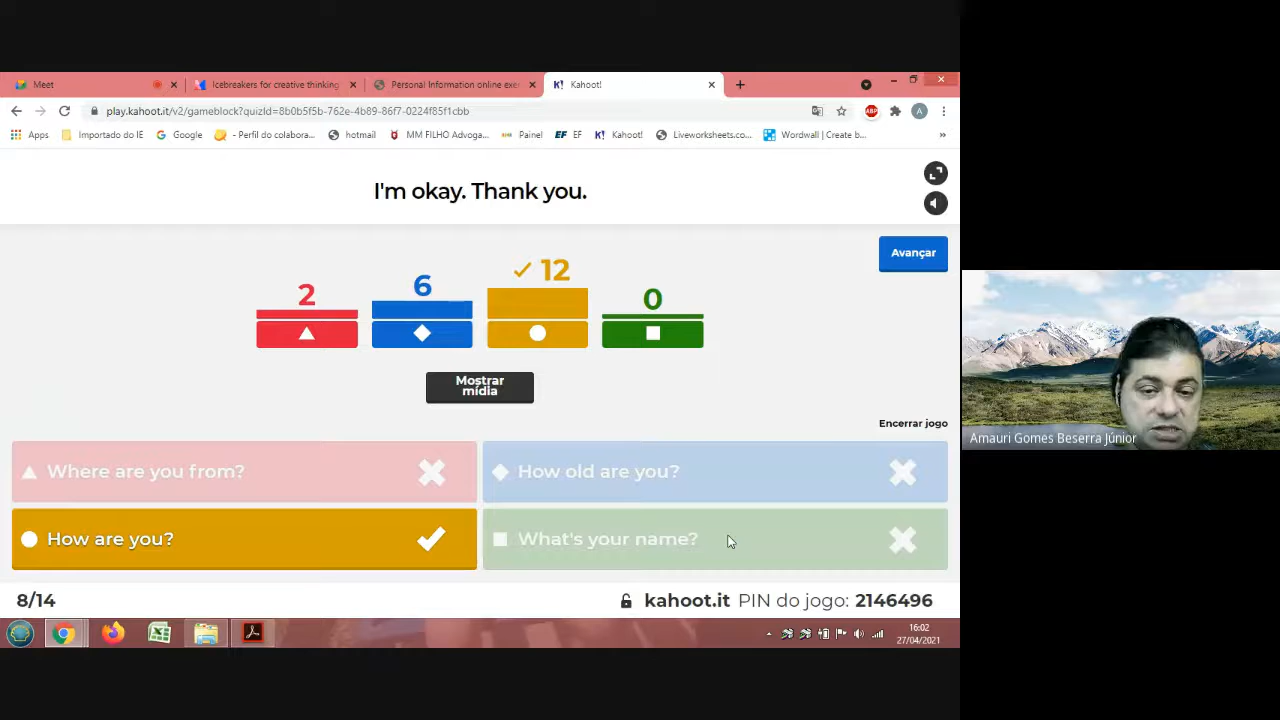 Meet
Icebreakers for creative thinking
Personal Information online exe
Kahoot!
play.kahoot.it/v2/gameblock?quizId=8b0b5f5b-762e-4b89-86f7-0224f85f1cbb
ABP
A
Apps
Importado do IE
Google
- Perfil do colabora...
hotmail
MM FILHO Advoga...
Painel
EF EF
K! Kahoot!
Liveworksheets.co...
Wordwall | Create b...
I'm okay. Thank you.
Avançar
2
6
12
0
Mostrar
mídia
Encerrar jogo
Amauri Gomes Beserra Júnior
Where are you from?
How old are you?
How are you?
What's your name?
8/14
kahoot.it PIN do jogo: 2146496
16:02
27/04/2021